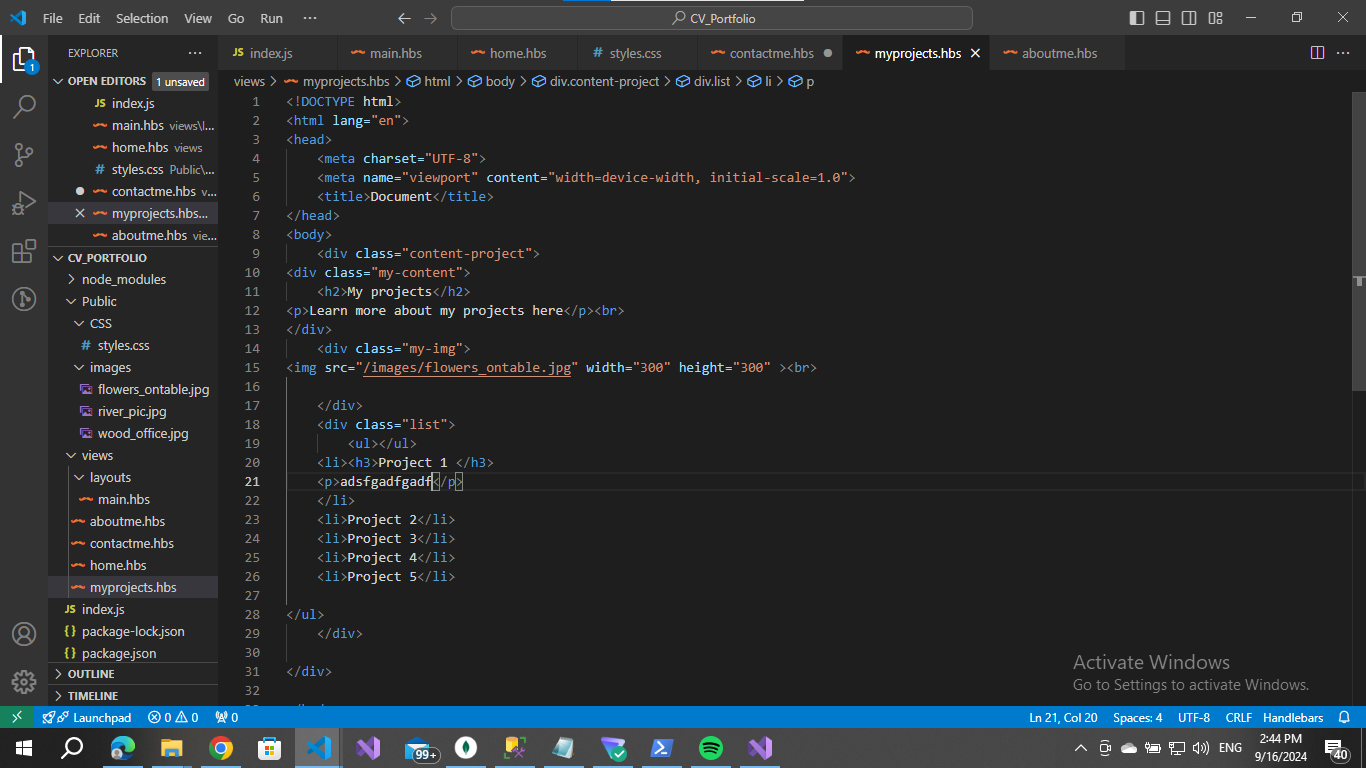 File Edit Selection View Go Run ··· CV_Portfolio
EXPLORER ···
OPEN EDITORS 1 unsaved
JS index.js
main.hbs views\l...
home.hbs views
# styles.css Public\...
contactme.hbs v...
myprojects.hbs...
aboutme.hbs vie...
CV_PORTFOLIO
node_modules
Public
CSS
# styles.css
images
flowers_ontable.jpg
river_pic.jpg
wood_office.jpg
views
layouts
main.hbs
aboutme.hbs
contactme.hbs
home.hbs
myprojects.hbs
JS index.js
{} package-lock.json
{} package.json
OUTLINE
TIMELINE
1
JS index.js main.hbs home.hbs # styles.css contactme.hbs myprojects.hbs aboutme.hbs ···
views > myprojects.hbs > html > body > div.content-project > div.list > li > p
1 <!DOCTYPE html>
2 <html lang="en">
3 <head>
4 <meta charset="UTF-8">
5 <meta name="viewport" content="width=device-width, initial-scale=1.0">
6 <title>Document</title>
7 </head>
8 <body>
9 <div class="content-project">
10 <div class="my-content">
11 <h2>My projects</h2>
12 <p>Learn more about my projects here</p><br>
13 </div>
14 <div class="my-img">
15 <img src="/images/flowers_ontable.jpg" width="300" height="300" ><br>
16
17 </div>
18 <div class="list">
19 <ul></ul>
20 <li><h3>Project 1 </h3>
21 <p>adsfgadfgadf</p>
22 </li>
23 <li>Project 2</li>
24 <li>Project 3</li>
25 <li>Project 4</li>
26 <li>Project 5</li>
27
28 </ul>
29 </div>
30
31 </div>
32
Activate Windows
Go to Settings to activate Windows.
Launchpad 0 0 0 Ln 21, Col 20 Spaces: 4 UTF-8 CRLF Handlebars
99+ ENG 2:44 PM
9/16/2024 40